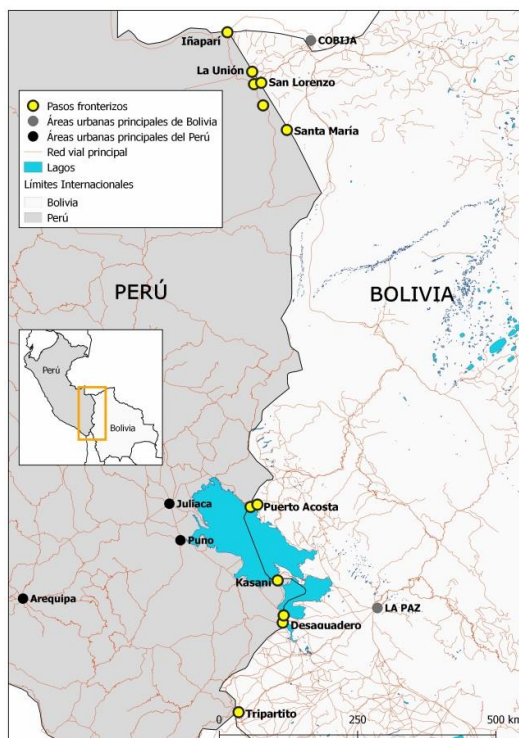 Iñapari
COBIJA
La Unión
San Lorenzo
Santa María
Pasos fronterizos
Áreas urbanas principales de Bolivia
Áreas urbanas principales del Perú
Red vial principal
Lagos
Límites Internacionales
Bolivia
Perú
PERÚ
BOLIVIA
Perú
Bolivia
Juliaca
Puerto Acosta
Puno
Kasani
Arequipa
LA PAZ
Desaguadero
Tripartito
0 250 500 km